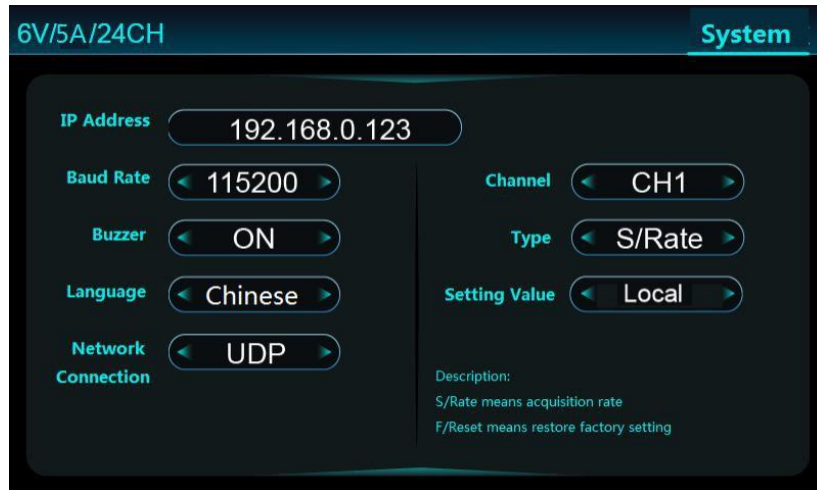 6V/5A/24CH
System
IP Address
192.168.0.123
Baud Rate
115200
Buzzer
ON
Language
Chinese
Network
Connection
UDP
Channel
CH1
Type
S/Rate
Setting Value
Local
Description:
S/Rate means acquisition rate
F/Reset means restore factory setting